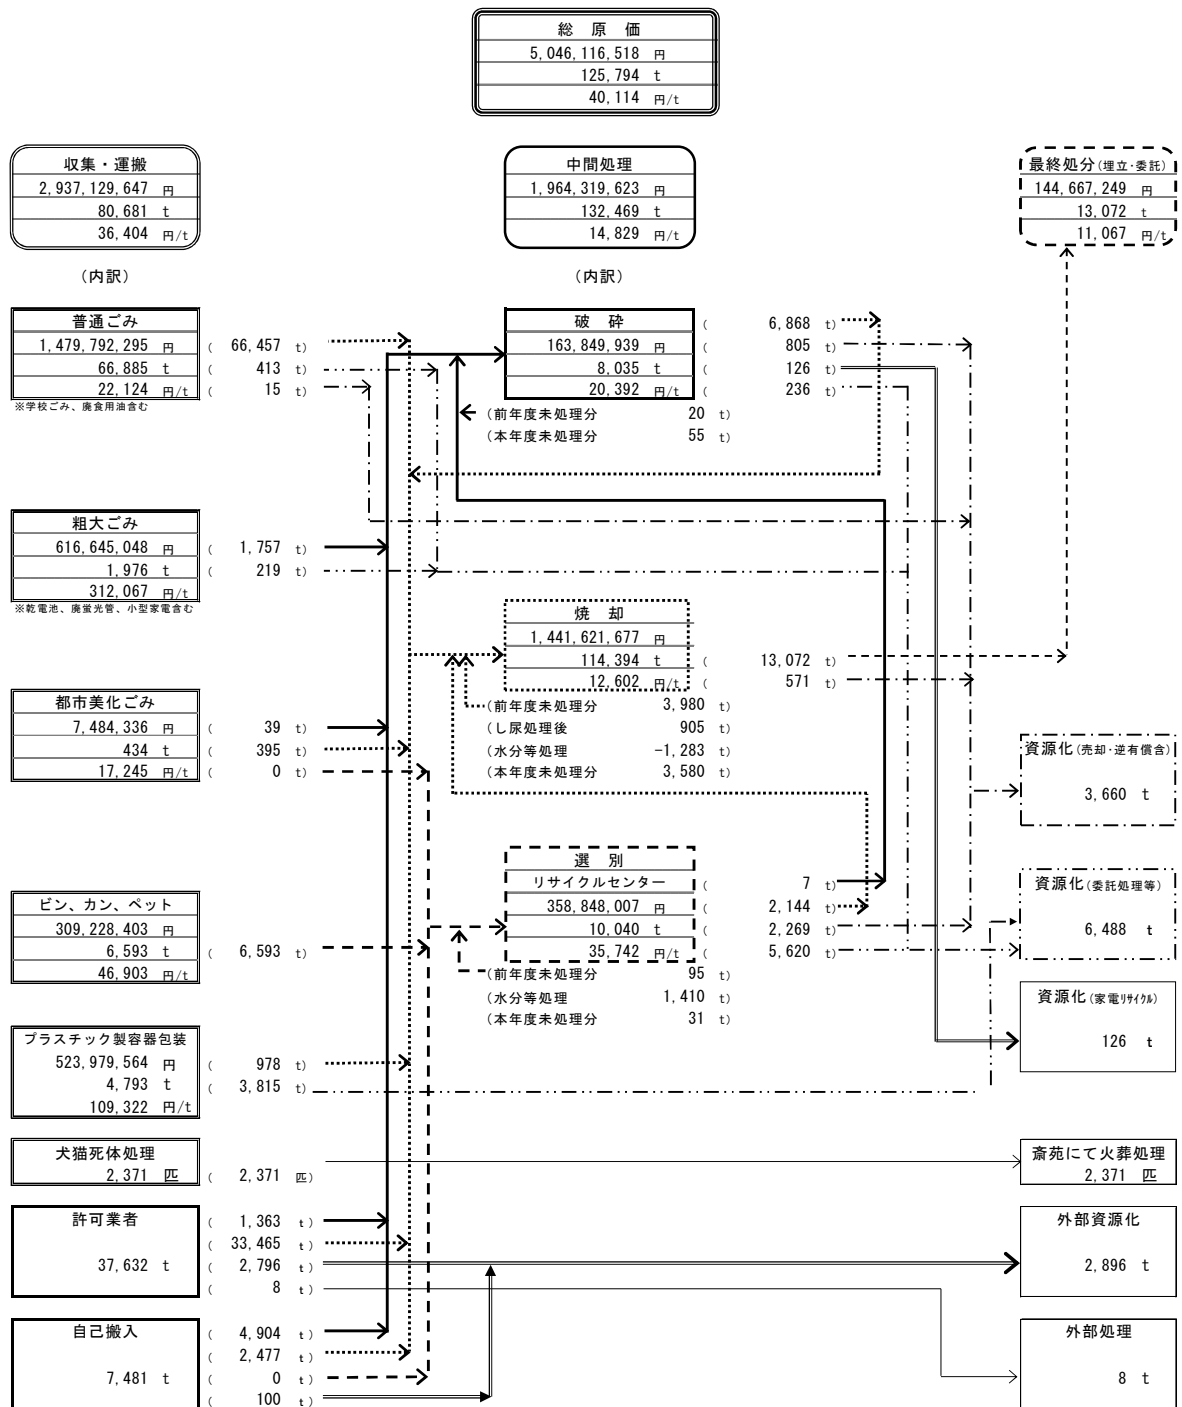 総 原 価
5,046,116,518 円
125,794 t
40,114 円/t
収集・運搬
2,937,129,647 円
80,681 t
36,404 円/t
中間処理
1,964,319,623 円
132,469 t
14,829 円/t
最終処分(埋立・委託)
144,667,249 円
13,072 t
11,067 円/t
(内訳)
(内訳)
普通ごみ
1,479,792,295 円 ( 66,457 t)
66,885 t ( 413 t)
22,124 円/t ( 15 t)
※学校ごみ、廃食用油含む
破 砕 ( 6,868 t)
163,849,939 円 ( 805 t)
8,035 t ( 126 t)
20,392 円/t ( 236 t)
(前年度未処理分 20 t)
(本年度未処理分 55 t)
粗大ごみ
616,645,048 円 ( 1,757 t)
1,976 t ( 219 t)
312,067 円/t
※乾電池、廃蛍光管、小型家電含む
焼 却
1,441,621,677 円
114,394 t ( 13,072 t)
12,602 円/t ( 571 t)
(前年度未処理分 3,980 t)
(し尿処理後 905 t)
(水分等処理 -1,283 t)
(本年度未処理分 3,580 t)
都市美化ごみ
7,484,336 円 ( 39 t)
434 t ( 395 t)
17,245 円/t ( 0 t)
資源化(売却・逆有償含)
3,660 t
選 別
リサイクルセンター ( 7 t)
358,848,007 円 ( 2,144 t)
10,040 t ( 2,269 t)
35,742 円/t ( 5,620 t)
(前年度未処理分 95 t)
(水分等処理 1,410 t)
(本年度未処理分 31 t)
資源化(委託処理等)
6,488 t
ビン、カン、ペット
309,228,403 円
6,593 t ( 6,593 t)
46,903 円/t
資源化(家電リサイクル)
126 t
プラスチック製容器包装
523,979,564 円 ( 978 t)
4,793 t ( 3,815 t)
109,322 円/t
犬猫死体処理
2,371 匹 ( 2,371 匹)
斎苑にて火葬処理
2,371 匹
許可業者 ( 1,363 t)
( 33,465 t)
37,632 t ( 2,796 t)
( 8 t)
外部資源化
2,896 t
自己搬入 ( 4,904 t)
( 2,477 t)
7,481 t ( 0 t)
( 100 t)
外部処理
8 t